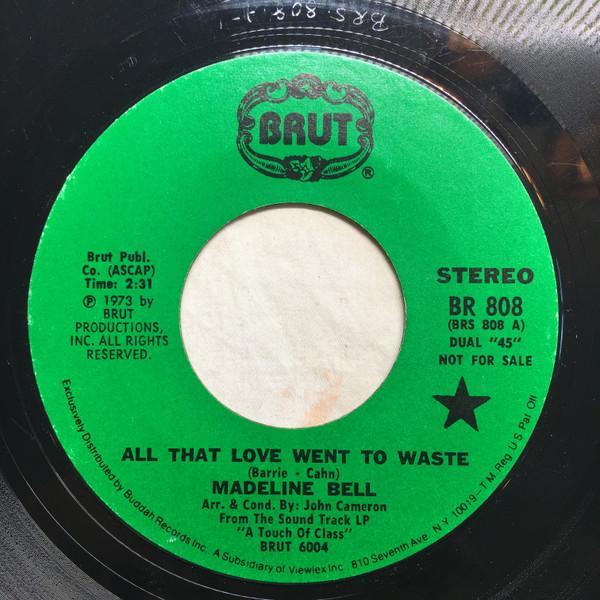 BRS 808 A-1
BRUT
®
Brut Publ.
Co. (ASCAP)
Time: 2:31
℗ 1973 by
BRUT
PRODUCTIONS,
INC. ALL RIGHTS
RESERVED.
STEREO
BR 808
(BRS 808 A)
DUAL "45"
NOT FOR SALE
ALL THAT LOVE WENT TO WASTE
(Barrie - Cahn)
MADELINE BELL
Arr. & Cond. By: John Cameron
From The Sound Track LP
"A Touch Of Class"
BRUT 6004
Exclusively Distributed by Buddah Records Inc. A Subsidiary of Viewlex Inc. 810 Seventh Ave. N.Y. 10019–T.M. Reg. U.S. Pat. Off